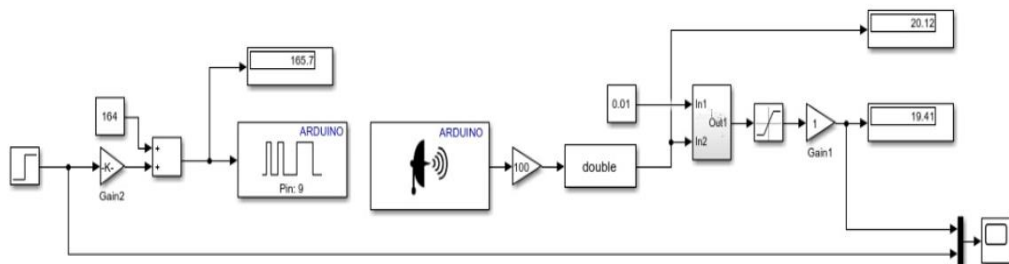 20.12
165.7
164
0.01
In1
Out1
In2
1
19.41
Gain1
ARDUINO
Pin: 9
ARDUINO
100
double
-K-
Gain2